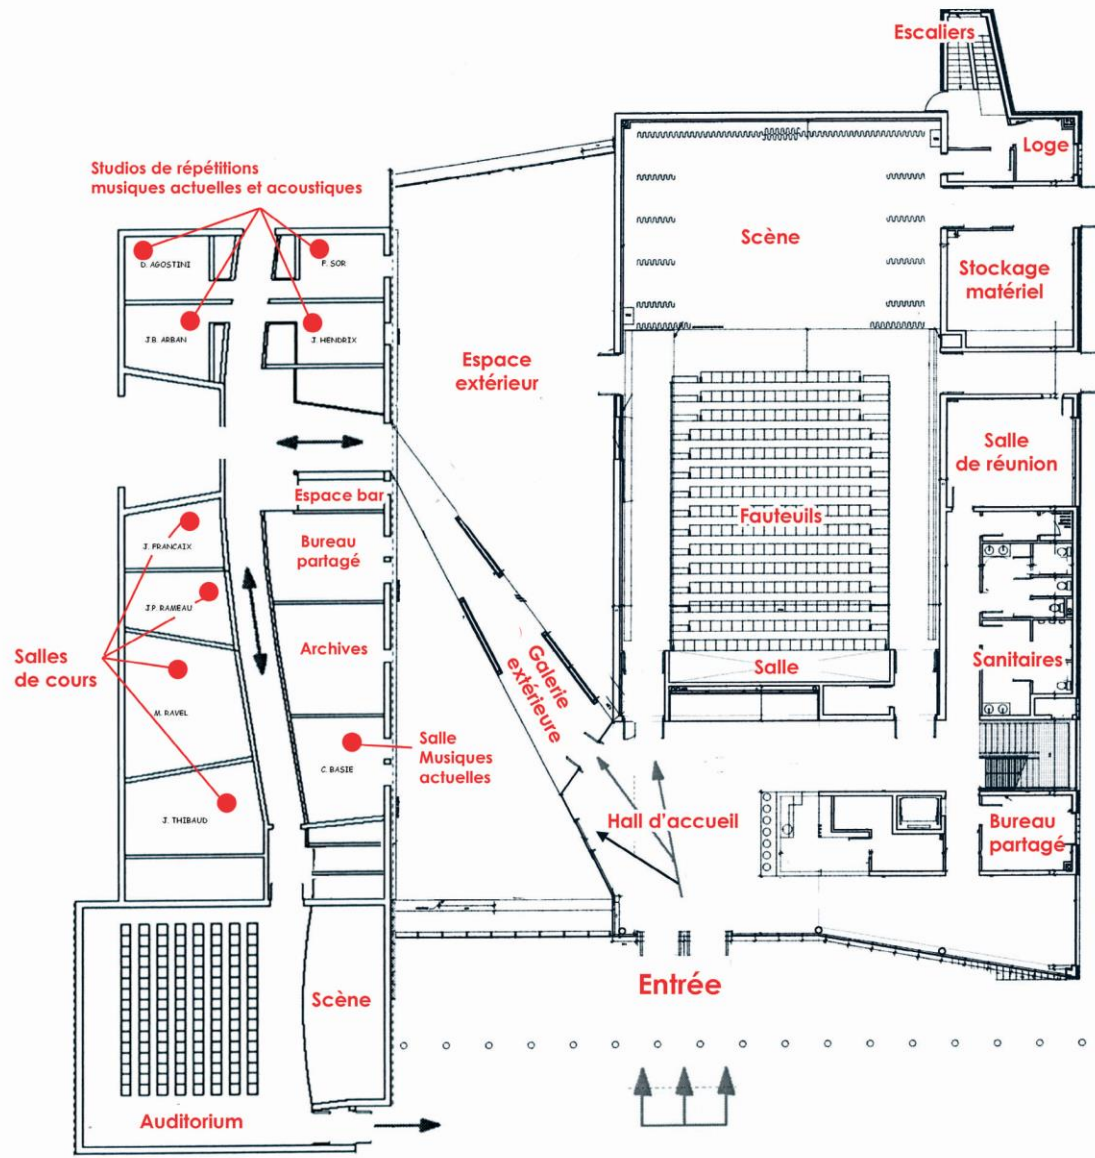 Escaliers
Loge
Studios de répétitions
musiques actuelles et acoustiques
Scène
D. AGOSTINI
P. SOR
Stockage
matériel
J.B. ARBAN
J. HENDRIX
Espace
extérieur
Salle
de réunion
Espace bar
Fauteuils
J. FRANCAIX
Bureau
partagé
J.P. RAMEAU
Salles
de cours
Archives
Galerie
extérieure
Salle
Sanitaires
M. RAVEL
Salle
Musiques
actuelles
C. BASIE
J. THIBAUD
Hall d'accueil
Bureau
partagé
Entrée
Scène
Auditorium